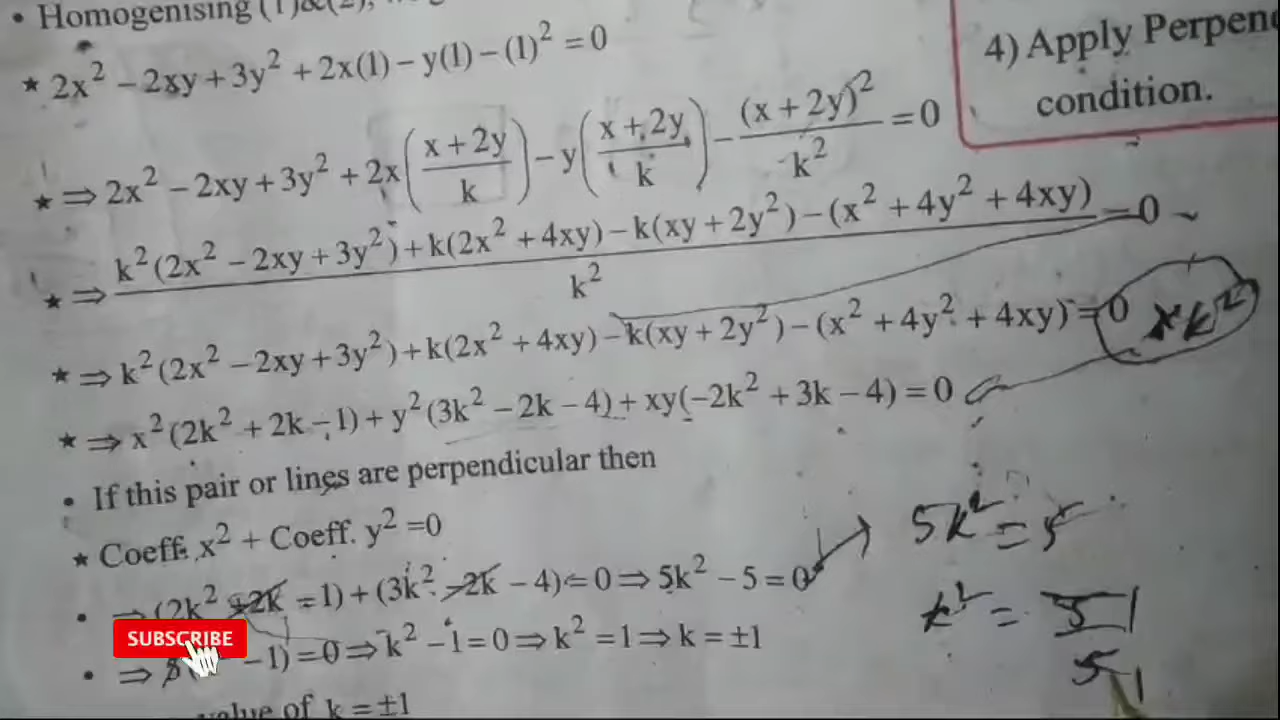 • Homogenising (1)&(2),
★ 2x² − 2xy + 3y² + 2x(1) − y(1) − (1)² = 0
4) Apply Perpen
condition.
★ ⇒ 2x² − 2xy + 3y² + 2x((x + 2y)/k) − y((x + 2y)/k) − (x + 2y)²/k² = 0
★ ⇒ (k²(2x² − 2xy + 3y²) + k(2x² + 4xy) − k(xy + 2y²) − (x² + 4y² + 4xy))/k² = 0
★ ⇒ k²(2x² − 2xy + 3y²) + k(2x² + 4xy) − k(xy + 2y²) − (x² + 4y² + 4xy) = 0 xk²
★ ⇒ x²(2k² + 2k − 1) + y²(3k² − 2k − 4) + xy(−2k² + 3k − 4) = 0
• If this pair or lines are perpendicular then
★ Coeff. x² + Coeff. y² = 0
5k² = 5
• ⇒ (2k² + 2k − 1) + (3k² − 2k − 4) = 0 ⇒ 5k² − 5 = 0
k² = 5 1
5 1
SUBSCRIBE
• ⇒ 5( − 1) = 0 ⇒ k² − 1 = 0 ⇒ k² = 1 ⇒ k = ±1
value of k = ±1